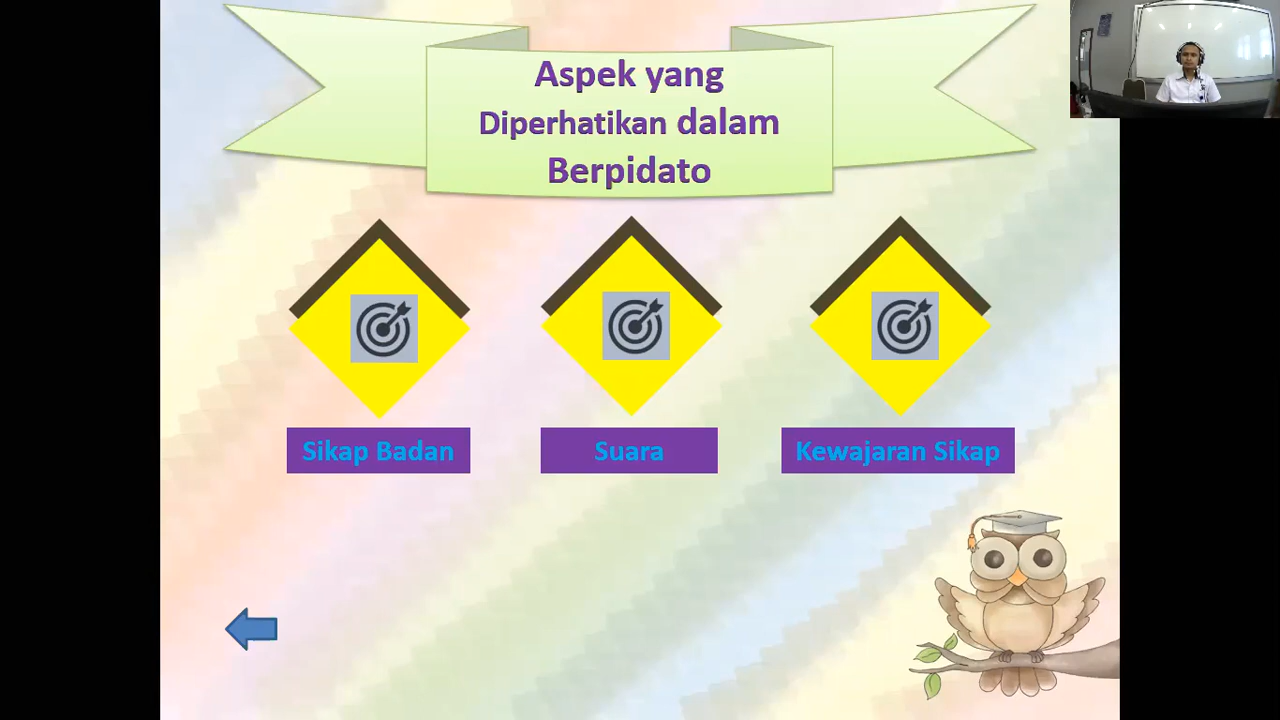 Aspek yang
Diperhatikan dalam
Berpidato
Sikap Badan
Suara
Kewajaran Sikap